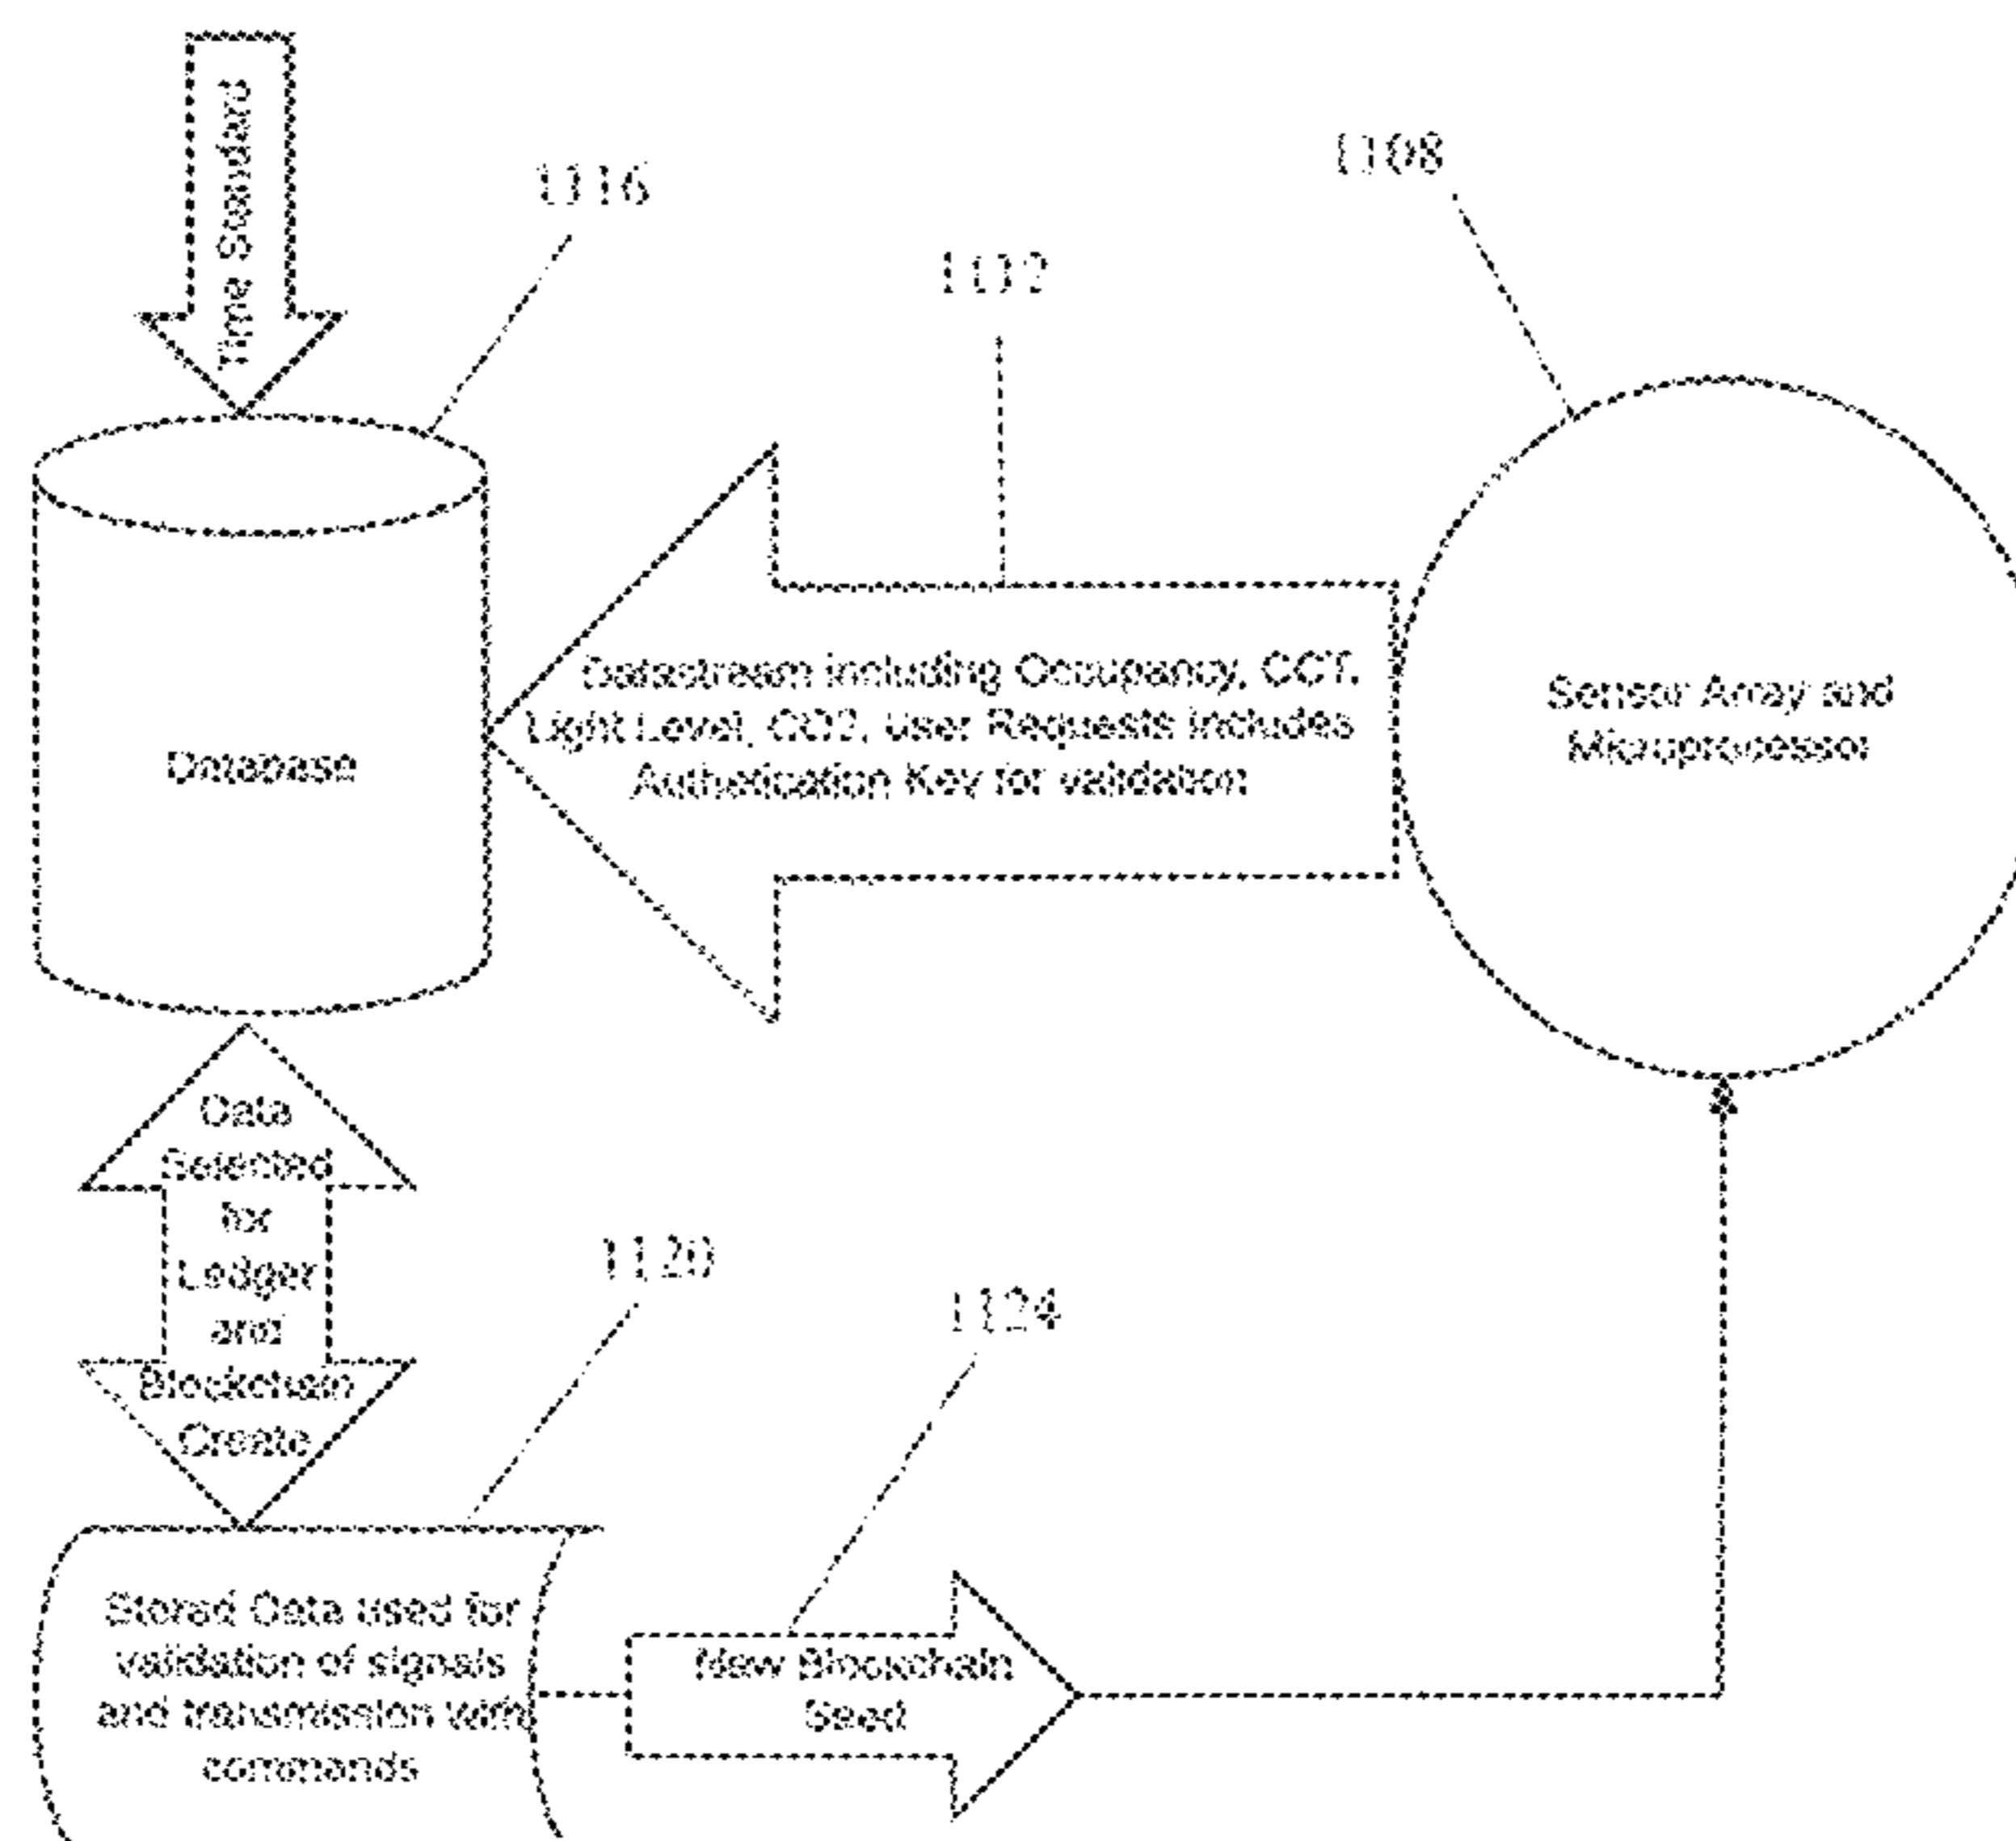 Time Standard
1116
1108
1112
Datastream including Occupancy, CCT,
Light Level, CCT, user Requests includes
Authetication Key for validation
Sensor Array and
Microprocessor
Database
Data
Selected
for
Ledger
and
Blockchain
Create
1120
1124
Stored Data used for
validation of signals
and transmission with
commands
New Blockchain
Seed